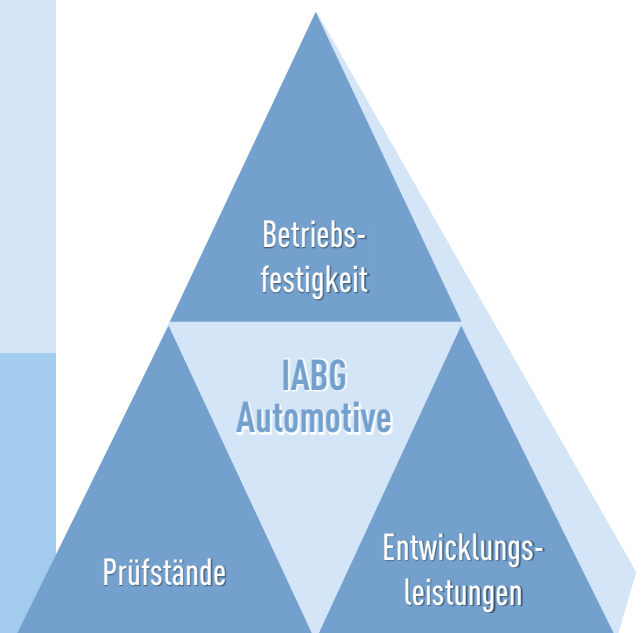 Betriebs-
festigkeit
IABG
Automotive
Prüfstände
Entwicklungs-
leistungen